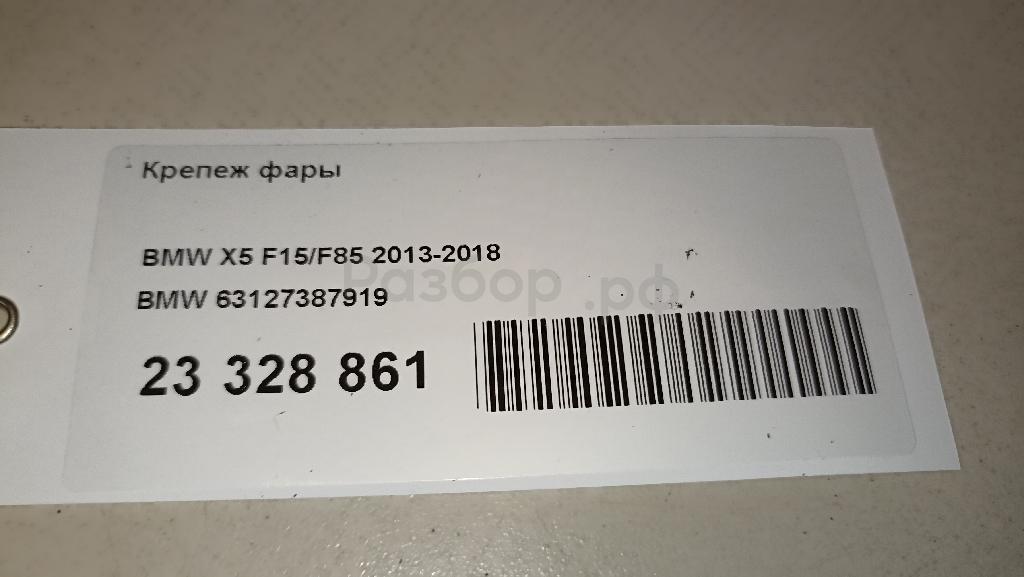 Крепеж фары
BMW X5 F15/F85 2013-2018
Разбор.рф
BMW 63127387919
23 328 861